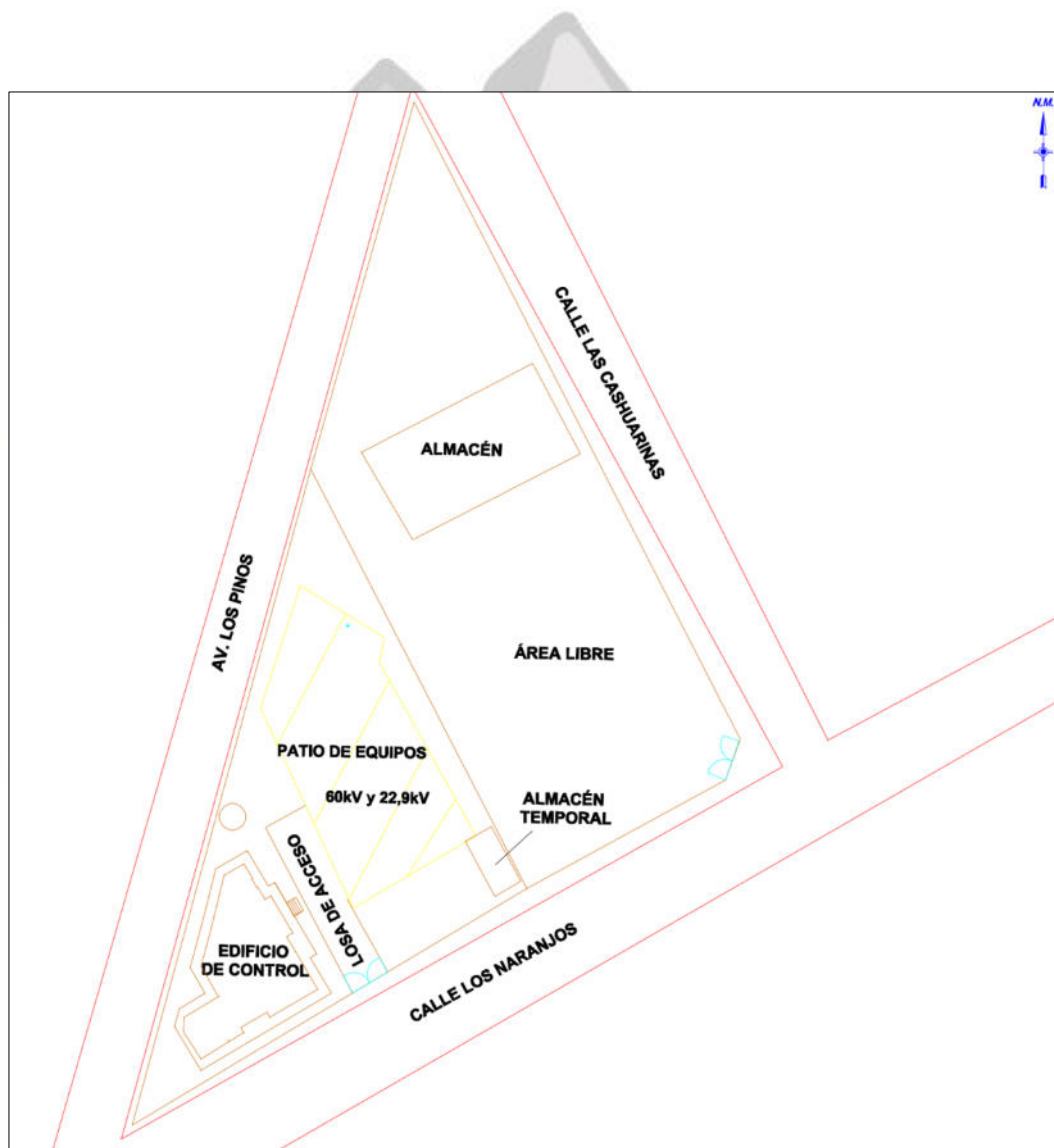 N.M.
CALLE LAS CASHUARINAS
ALMACÉN
AV. LOS PINOS
ÁREA LIBRE
PATIO DE EQUIPOS
60kV y 22,9kV
ALMACÉN
TEMPORAL
LOSA DE ACCESO
EDIFICIO
DE CONTROL
CALLE LOS NARANJOS